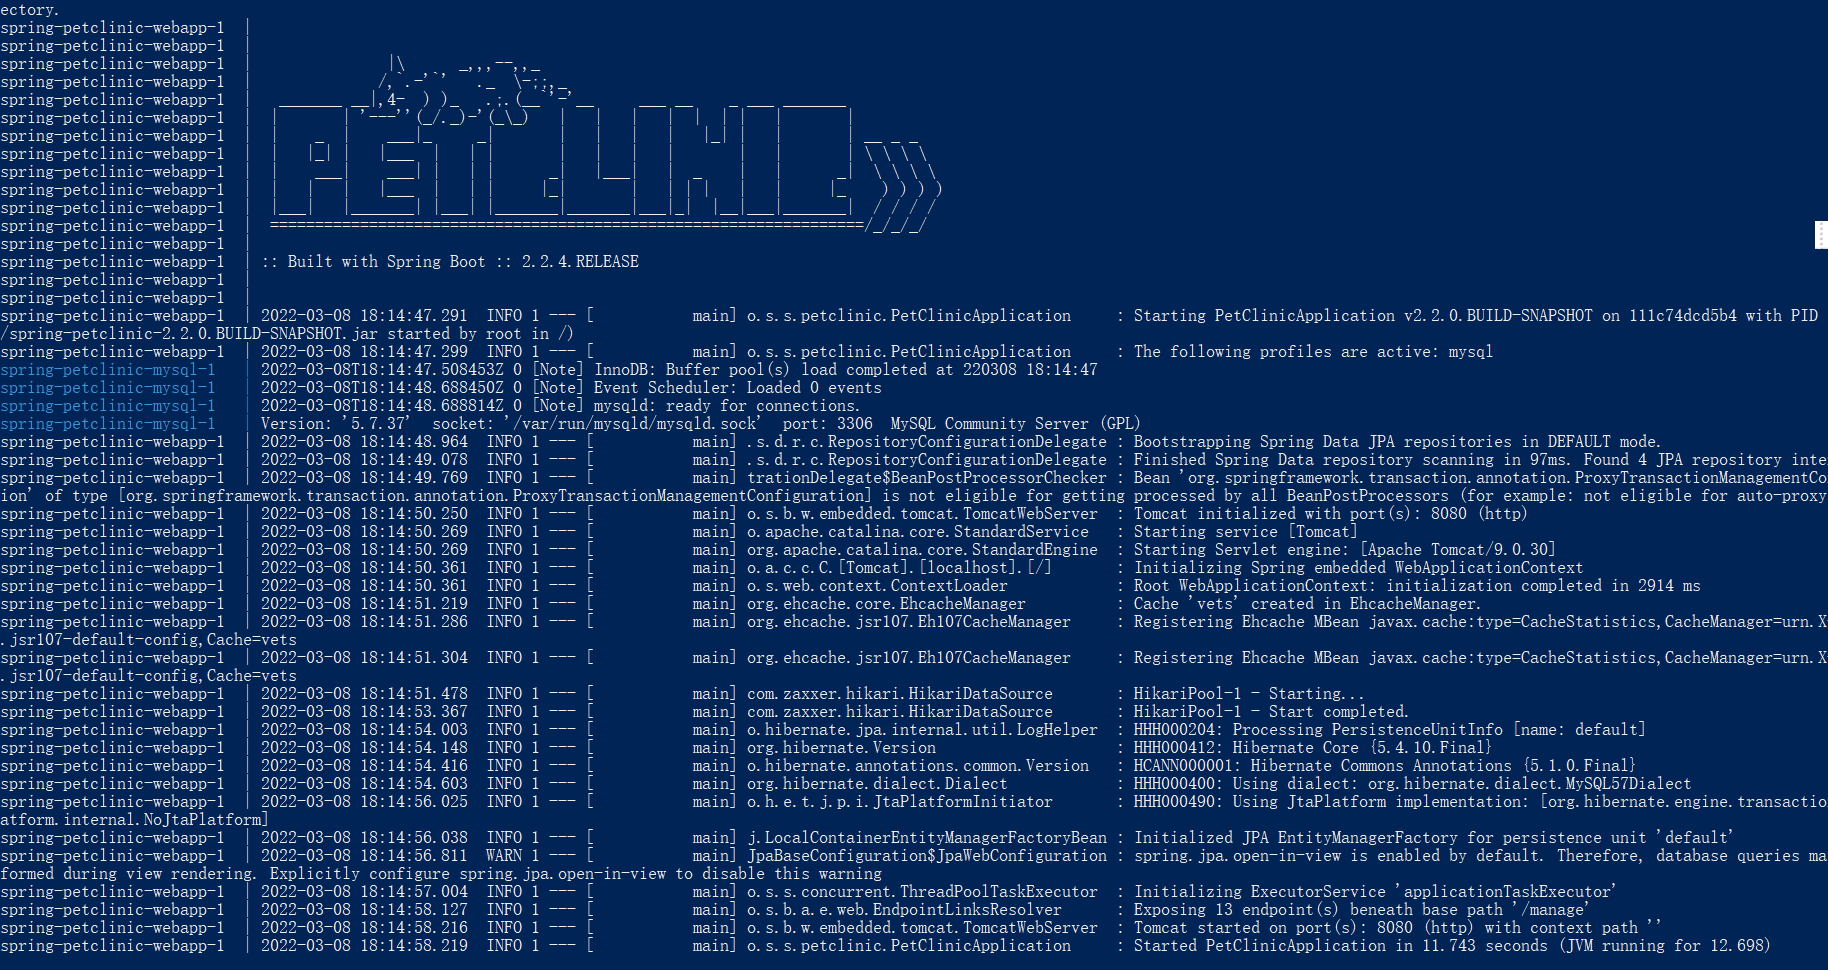 ectory.
spring-petclinic-webapp-1  |
spring-petclinic-webapp-1  |
spring-petclinic-webapp-1  |                |\      _,,,--,,_
spring-petclinic-webapp-1  |               /,`.-'`'   ._  \-;;,_
spring-petclinic-webapp-1  |    _______ __|,4-  ) )_   .;.(__`'-'__     ___ __    _ ___ _______
spring-petclinic-webapp-1  |   |       | '---''(_/._)-'(_\_)   |   |   |   |  |  | |   |       |
spring-petclinic-webapp-1  |   |    _  |    ___|_     _|       |   |   |   |   |_| |   |       | __ _ _
spring-petclinic-webapp-1  |   |   |_| |   |___  |   | |       |   |   |   |       |   |       | \ \ \ \
spring-petclinic-webapp-1  |   |    ___|    ___| |   | |      _|   |___|   |  _    |   |      _|  \ \ \ \
spring-petclinic-webapp-1  |   |   |   |   |___  |   | |     |_|       |   | | |   |   |     |_    ) ) ) )
spring-petclinic-webapp-1  |   |___|   |_______| |___| |_______|_______|___|_|  |__|___|_______|  / / / /
spring-petclinic-webapp-1  |   ==================================================================/_/_/_/
spring-petclinic-webapp-1  |
spring-petclinic-webapp-1  | :: Built with Spring Boot :: 2.2.4.RELEASE
spring-petclinic-webapp-1  |
spring-petclinic-webapp-1  |
spring-petclinic-webapp-1  | 2022-03-08 18:14:47.291  INFO 1 --- [           main] o.s.s.petclinic.PetClinicApplication     : Starting PetClinicApplication v2.2.0.BUILD-SNAPSHOT on 111c74dcd5b4 with PID
/spring-petclinic-2.2.0.BUILD-SNAPSHOT.jar started by root in /)
spring-petclinic-webapp-1  | 2022-03-08 18:14:47.299  INFO 1 --- [           main] o.s.s.petclinic.PetClinicApplication     : The following profiles are active: mysql
spring-petclinic-mysql-1   | 2022-03-08T18:14:47.508453Z 0 [Note] InnoDB: Buffer pool(s) load completed at 220308 18:14:47
spring-petclinic-mysql-1   | 2022-03-08T18:14:48.688450Z 0 [Note] Event Scheduler: Loaded 0 events
spring-petclinic-mysql-1   | 2022-03-08T18:14:48.688814Z 0 [Note] mysqld: ready for connections.
spring-petclinic-mysql-1   | Version: '5.7.37'  socket: '/var/run/mysqld/mysqld.sock'  port: 3306  MySQL Community Server (GPL)
spring-petclinic-webapp-1  | 2022-03-08 18:14:48.964  INFO 1 --- [           main] .s.d.r.c.RepositoryConfigurationDelegate : Bootstrapping Spring Data JPA repositories in DEFAULT mode.
spring-petclinic-webapp-1  | 2022-03-08 18:14:49.078  INFO 1 --- [           main] .s.d.r.c.RepositoryConfigurationDelegate : Finished Spring Data repository scanning in 97ms. Found 4 JPA repository inte
spring-petclinic-webapp-1  | 2022-03-08 18:14:49.769  INFO 1 --- [           main] trationDelegate$BeanPostProcessorChecker : Bean 'org.springframework.transaction.annotation.ProxyTransactionManagementCo
ion' of type [org.springframework.transaction.annotation.ProxyTransactionManagementConfiguration] is not eligible for getting processed by all BeanPostProcessors (for example: not eligible for auto-proxy
spring-petclinic-webapp-1  | 2022-03-08 18:14:50.250  INFO 1 --- [           main] o.s.b.w.embedded.tomcat.TomcatWebServer  : Tomcat initialized with port(s): 8080 (http)
spring-petclinic-webapp-1  | 2022-03-08 18:14:50.269  INFO 1 --- [           main] o.apache.catalina.core.StandardService   : Starting service [Tomcat]
spring-petclinic-webapp-1  | 2022-03-08 18:14:50.269  INFO 1 --- [           main] org.apache.catalina.core.StandardEngine  : Starting Servlet engine: [Apache Tomcat/9.0.30]
spring-petclinic-webapp-1  | 2022-03-08 18:14:50.361  INFO 1 --- [           main] o.a.c.c.C.[Tomcat].[localhost].[/]       : Initializing Spring embedded WebApplicationContext
spring-petclinic-webapp-1  | 2022-03-08 18:14:50.361  INFO 1 --- [           main] o.s.web.context.ContextLoader            : Root WebApplicationContext: initialization completed in 2914 ms
spring-petclinic-webapp-1  | 2022-03-08 18:14:51.219  INFO 1 --- [           main] org.ehcache.core.EhcacheManager          : Cache 'vets' created in EhcacheManager.
spring-petclinic-webapp-1  | 2022-03-08 18:14:51.286  INFO 1 --- [           main] org.ehcache.jsr107.Eh107CacheManager     : Registering Ehcache MBean javax.cache:type=CacheStatistics,CacheManager=urn.X
.jsr107-default-config,Cache=vets
spring-petclinic-webapp-1  | 2022-03-08 18:14:51.304  INFO 1 --- [           main] org.ehcache.jsr107.Eh107CacheManager     : Registering Ehcache MBean javax.cache:type=CacheStatistics,CacheManager=urn.X
.jsr107-default-config,Cache=vets
spring-petclinic-webapp-1  | 2022-03-08 18:14:51.478  INFO 1 --- [           main] com.zaxxer.hikari.HikariDataSource       : HikariPool-1 - Starting...
spring-petclinic-webapp-1  | 2022-03-08 18:14:53.367  INFO 1 --- [           main] com.zaxxer.hikari.HikariDataSource       : HikariPool-1 - Start completed.
spring-petclinic-webapp-1  | 2022-03-08 18:14:54.003  INFO 1 --- [           main] o.hibernate.jpa.internal.util.LogHelper  : HHH000204: Processing PersistenceUnitInfo [name: default]
spring-petclinic-webapp-1  | 2022-03-08 18:14:54.148  INFO 1 --- [           main] org.hibernate.Version                    : HHH000412: Hibernate Core {5.4.10.Final}
spring-petclinic-webapp-1  | 2022-03-08 18:14:54.416  INFO 1 --- [           main] o.hibernate.annotations.common.Version   : HCANN000001: Hibernate Commons Annotations {5.1.0.Final}
spring-petclinic-webapp-1  | 2022-03-08 18:14:54.603  INFO 1 --- [           main] org.hibernate.dialect.Dialect            : HHH000400: Using dialect: org.hibernate.dialect.MySQL57Dialect
spring-petclinic-webapp-1  | 2022-03-08 18:14:56.025  INFO 1 --- [           main] o.h.e.t.j.p.i.JtaPlatformInitiator       : HHH000490: Using JtaPlatform implementation: [org.hibernate.engine.transactio
atform.internal.NoJtaPlatform]
spring-petclinic-webapp-1  | 2022-03-08 18:14:56.038  INFO 1 --- [           main] j.LocalContainerEntityManagerFactoryBean : Initialized JPA EntityManagerFactory for persistence unit 'default'
spring-petclinic-webapp-1  | 2022-03-08 18:14:56.811  WARN 1 --- [           main] JpaBaseConfiguration$JpaWebConfiguration : spring.jpa.open-in-view is enabled by default. Therefore, database queries ma
formed during view rendering. Explicitly configure spring.jpa.open-in-view to disable this warning
spring-petclinic-webapp-1  | 2022-03-08 18:14:57.004  INFO 1 --- [           main] o.s.s.concurrent.ThreadPoolTaskExecutor  : Initializing ExecutorService 'applicationTaskExecutor'
spring-petclinic-webapp-1  | 2022-03-08 18:14:58.127  INFO 1 --- [           main] o.s.b.a.e.web.EndpointLinksResolver      : Exposing 13 endpoint(s) beneath base path '/manage'
spring-petclinic-webapp-1  | 2022-03-08 18:14:58.216  INFO 1 --- [           main] o.s.b.w.embedded.tomcat.TomcatWebServer  : Tomcat started on port(s): 8080 (http) with context path ''
spring-petclinic-webapp-1  | 2022-03-08 18:14:58.219  INFO 1 --- [           main] o.s.s.petclinic.PetClinicApplication     : Started PetClinicApplication in 11.743 seconds (JVM running for 12.698)